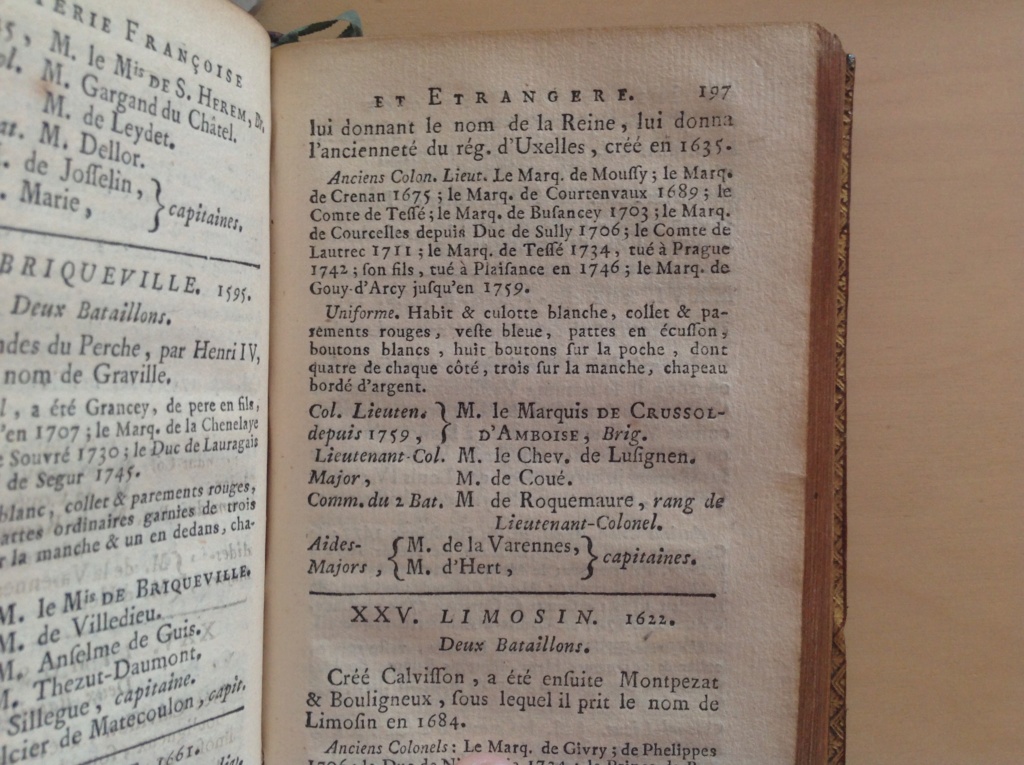 TERIE FRANÇOISE
M. le Mis DE S. HEREM, Br.
M. Gargand du Châtel.
M. de Leydet.
M. Dellor.
de Josselin,
Marie,
} capitaines.
BRIQUEVILLE. 1595.
Deux Bataillons.
ndes du Perche, par Henri IV,
nom de Graville.
a été Grancey, de pere en fils,
'en 1707 ; le Marq. de la Chenelaye
Souvré 1730 ; le Duc de Lauragais
de Segur 1745.
blanc, collet & parements rouges,
attes ordinaires garnies de trois
r la manche & un en dedans, cha-
M. le Mis DE BRIQUEVILLE.
M. de Villedieu.
M. Anselme de Guis.
M. Thezut-Daumont.
Sillegue, capitaine.
lcier de Matecoulon, capit.
1661.
ET ETRANGERE. 197
lui donnant le nom de la Reine, lui donna
l'ancienneté du rég. d'Uxelles, créé en 1635.
Anciens Colon. Lieut. Le Marq. de Moussy ; le Marq.
de Crenan 1675 ; le Marq. de Courtenvaux 1689 ; le
Comte de Tessé ; le Marq. de Busancey 1703 ; le Marq.
de Courcelles depuis Duc de Sully 1706 ; le Comte de
Lautrec 1711 ; le Marq. de Tessé 1734, tué à Prague
1742 ; son fils, tué à Plaisance en 1746 ; le Marq. de
Gouy-d'Arcy jusqu'en 1759.
Uniforme. Habit & culotte blanche, collet & pa-
rements rouges, veste bleue, pattes en écusson,
boutons blancs, huit boutons sur la poche, dont
quatre de chaque côté, trois sur la manche, chapeau
bordé d'argent.
Col. Lieuten. } M. le Marquis DE CRUSSOL-
depuis 1759, { D'AMBOISE, Brig.
Lieutenant-Col. M. le Chev. de Lusignen.
Major, M. de Coué.
Comm. du 2 Bat. M de Roquemaure, rang de
Lieutenant-Colonel.
Aides- { M. de la Varennes, } capitaines.
Majors, { M. d'Hert,
XXV. LIMOSIN. 1622.
Deux Bataillons.
Créé Calvisson, a été ensuite Montpezat
& Bouligneux, sous lequel il prit le nom de
Limosin en 1684.
Anciens Colonels : Le Marq. de Givry ; de Phelippes